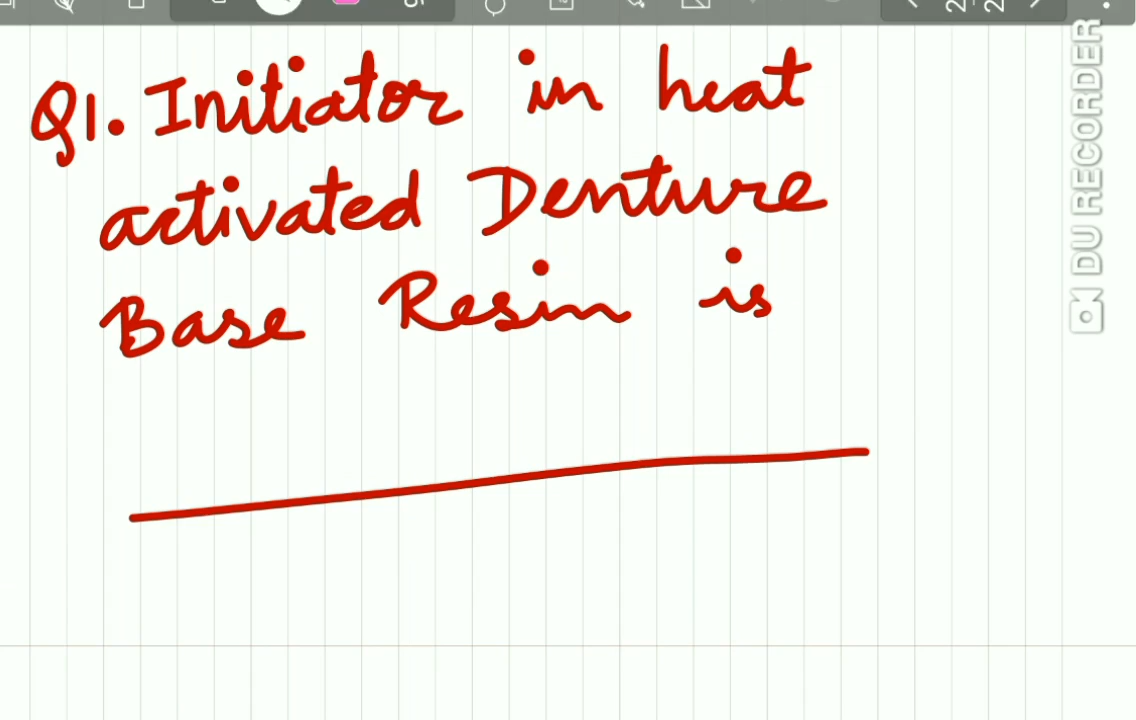 Q1. Initiator in heat
activated Denture
Base Resin is
DU RECORDER